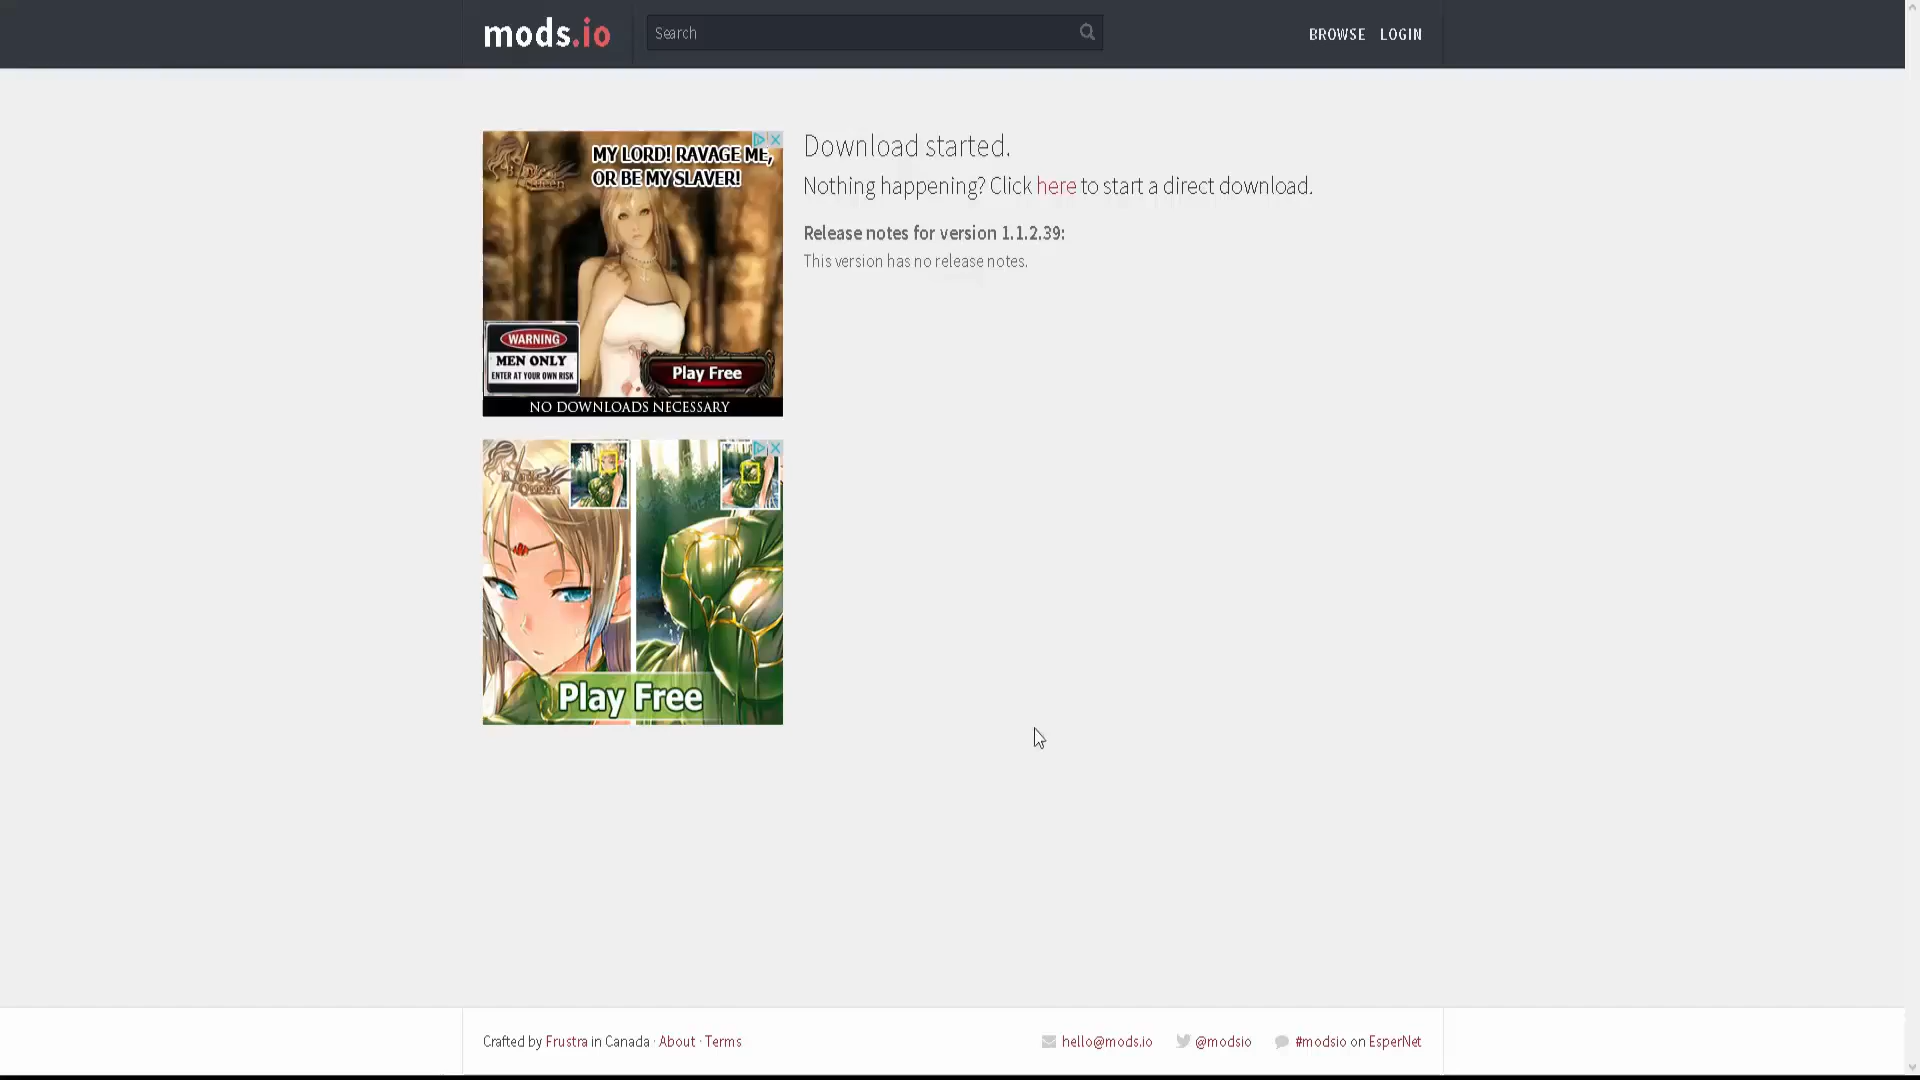 mods.io
Search
BROWSE LOGIN
MY LORD! RAVAGE ME,
OR BE MY SLAVER!
WARNING
MEN ONLY
ENTER AT YOUR OWN RISK
Play Free
NO DOWNLOADS NECESSARY
Download started.
Nothing happening? Click here to start a direct download.
Release notes for version 1.1.2.39:
This version has no release notes.
Play Free
Crafted by Frustra in Canada · About · Terms
hello@mods.io @modsio #modsio on EsperNet